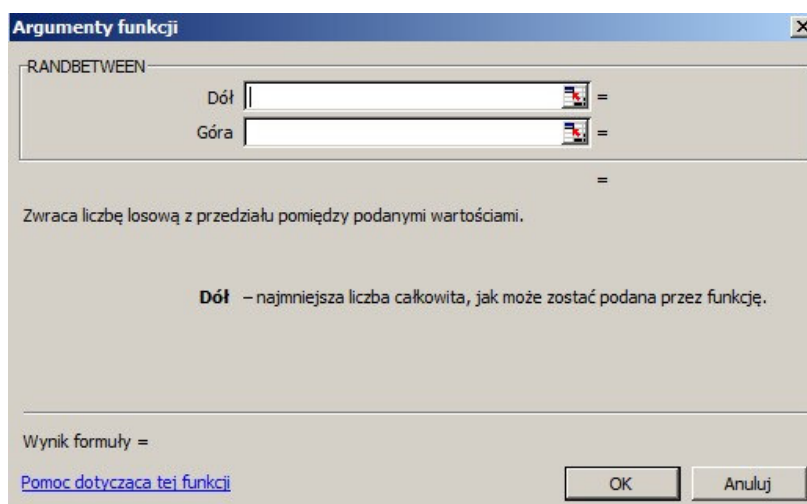 Argumenty funkcji
RANDBETWEEN
Dół =
Góra =
=
Zwraca liczbę losową z przedziału pomiędzy podanymi wartościami.
Dół – najmniejsza liczba całkowita, jak może zostać podana przez funkcję.
Wynik formuły =
Pomoc dotycząca tej funkcji
OK Anuluj